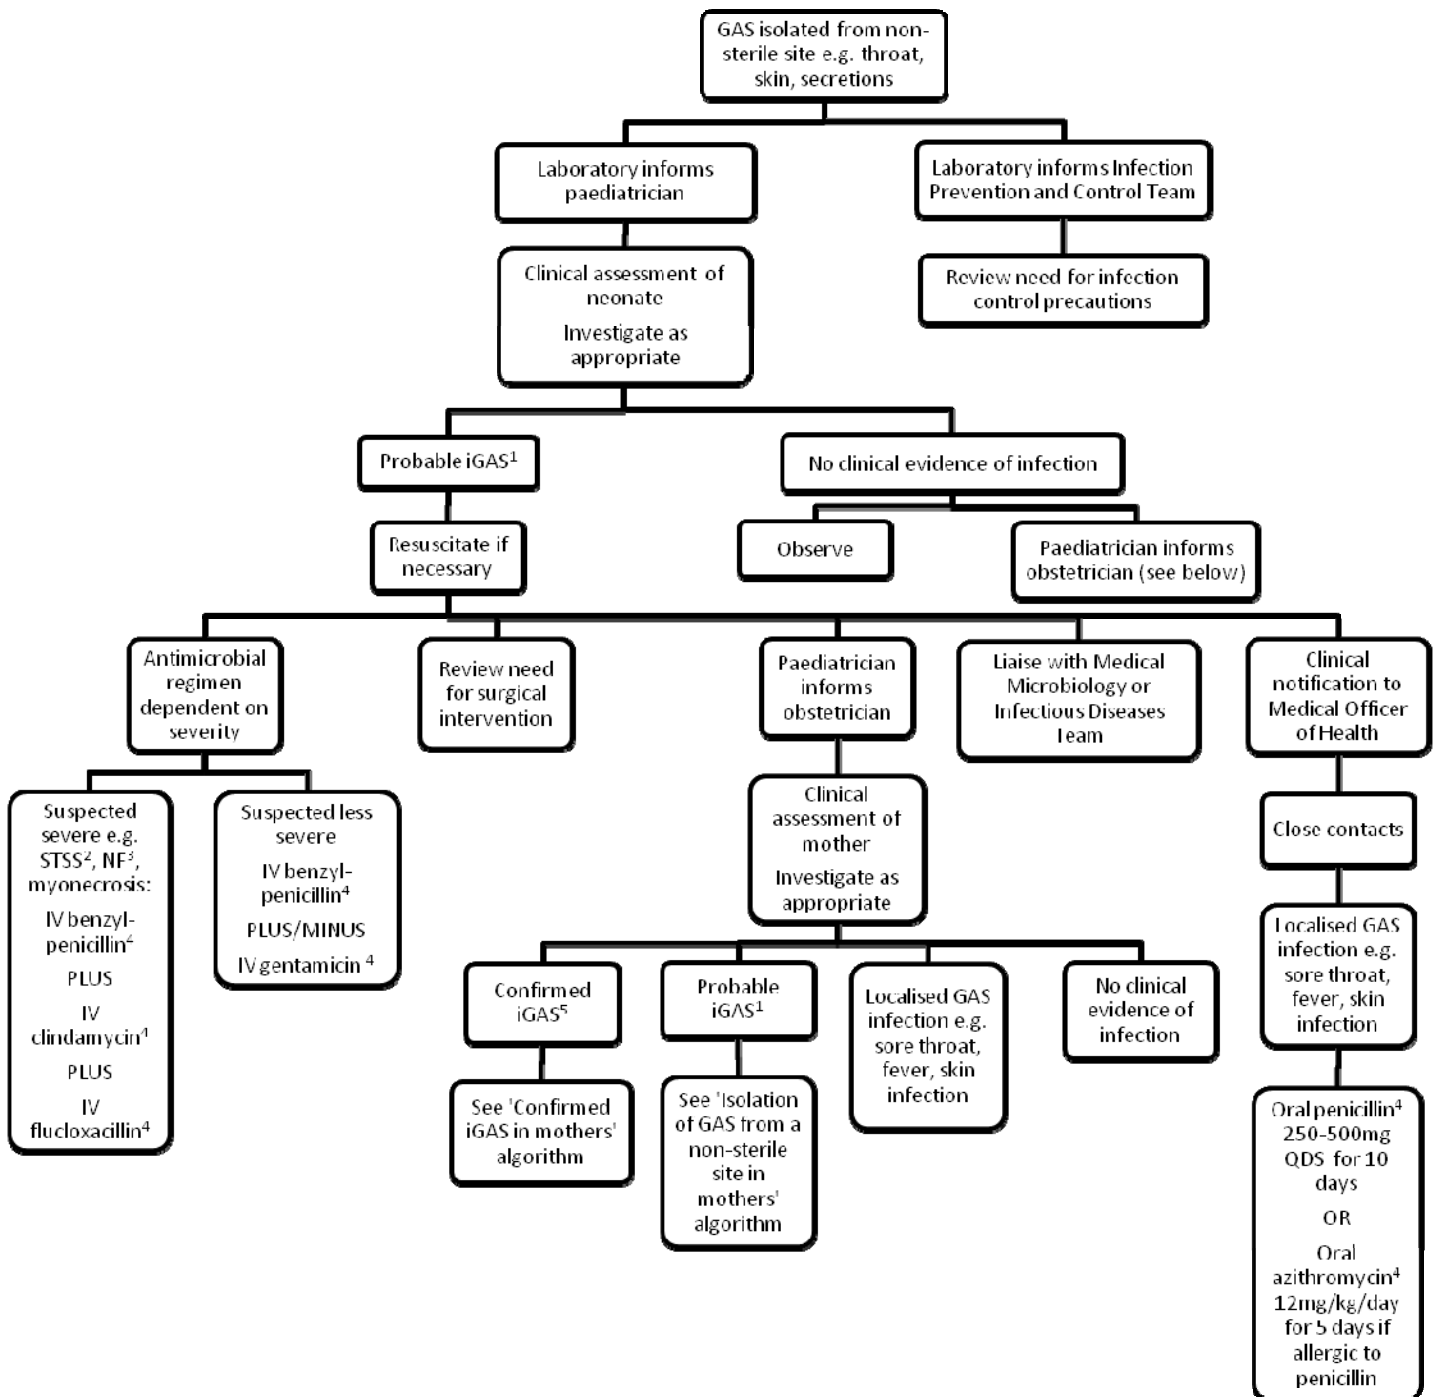 GAS isolated from non-
sterile site e.g. throat,
skin, secretions
Laboratory informs
paediatrician
Laboratory informs Infection
Prevention and Control Team
Clinical assessment of
neonate
Investigate as
appropriate
Review need for infection
control precautions
Probable iGAS¹
No clinical evidence of infection
Resuscitate if
necessary
Observe
Paediatrician informs
obstetrician (see below)
Antimicrobial
regimen
dependent on
severity
Review need
for surgical
intervention
Paediatrician
informs
obstetrician
Liaise with Medical
Microbiology or
Infectious Diseases
Team
Clinical
notification to
Medical Officer
of Health
Suspected
severe e.g.
STSS², NF³,
myonecrosis:
IV benzyl-
penicillin⁴
PLUS
IV
clindamycin⁴
PLUS
IV
flucloxacillin⁴
Suspected less
severe
IV benzyl-
penicillin⁴
PLUS/MINUS
IV gentamicin ⁴
Clinical
assessment of
mother
Investigate as
appropriate
Close contacts
Confirmed
iGAS⁵
Probable
iGAS¹
Localised GAS
infection e.g.
sore throat,
fever, skin
infection
No clinical
evidence of
infection
Localised GAS
infection e.g.
sore throat,
fever, skin
infection
See 'Confirmed
iGAS in mothers'
algorithm
See 'Isolation
of GAS from a
non-sterile
site in
mothers'
algorithm
Oral penicillin⁴
250-500mg
QDS for 10
days
OR
Oral
azithromycin⁴
12mg/kg/day
for 5 days if
allergic to
penicillin